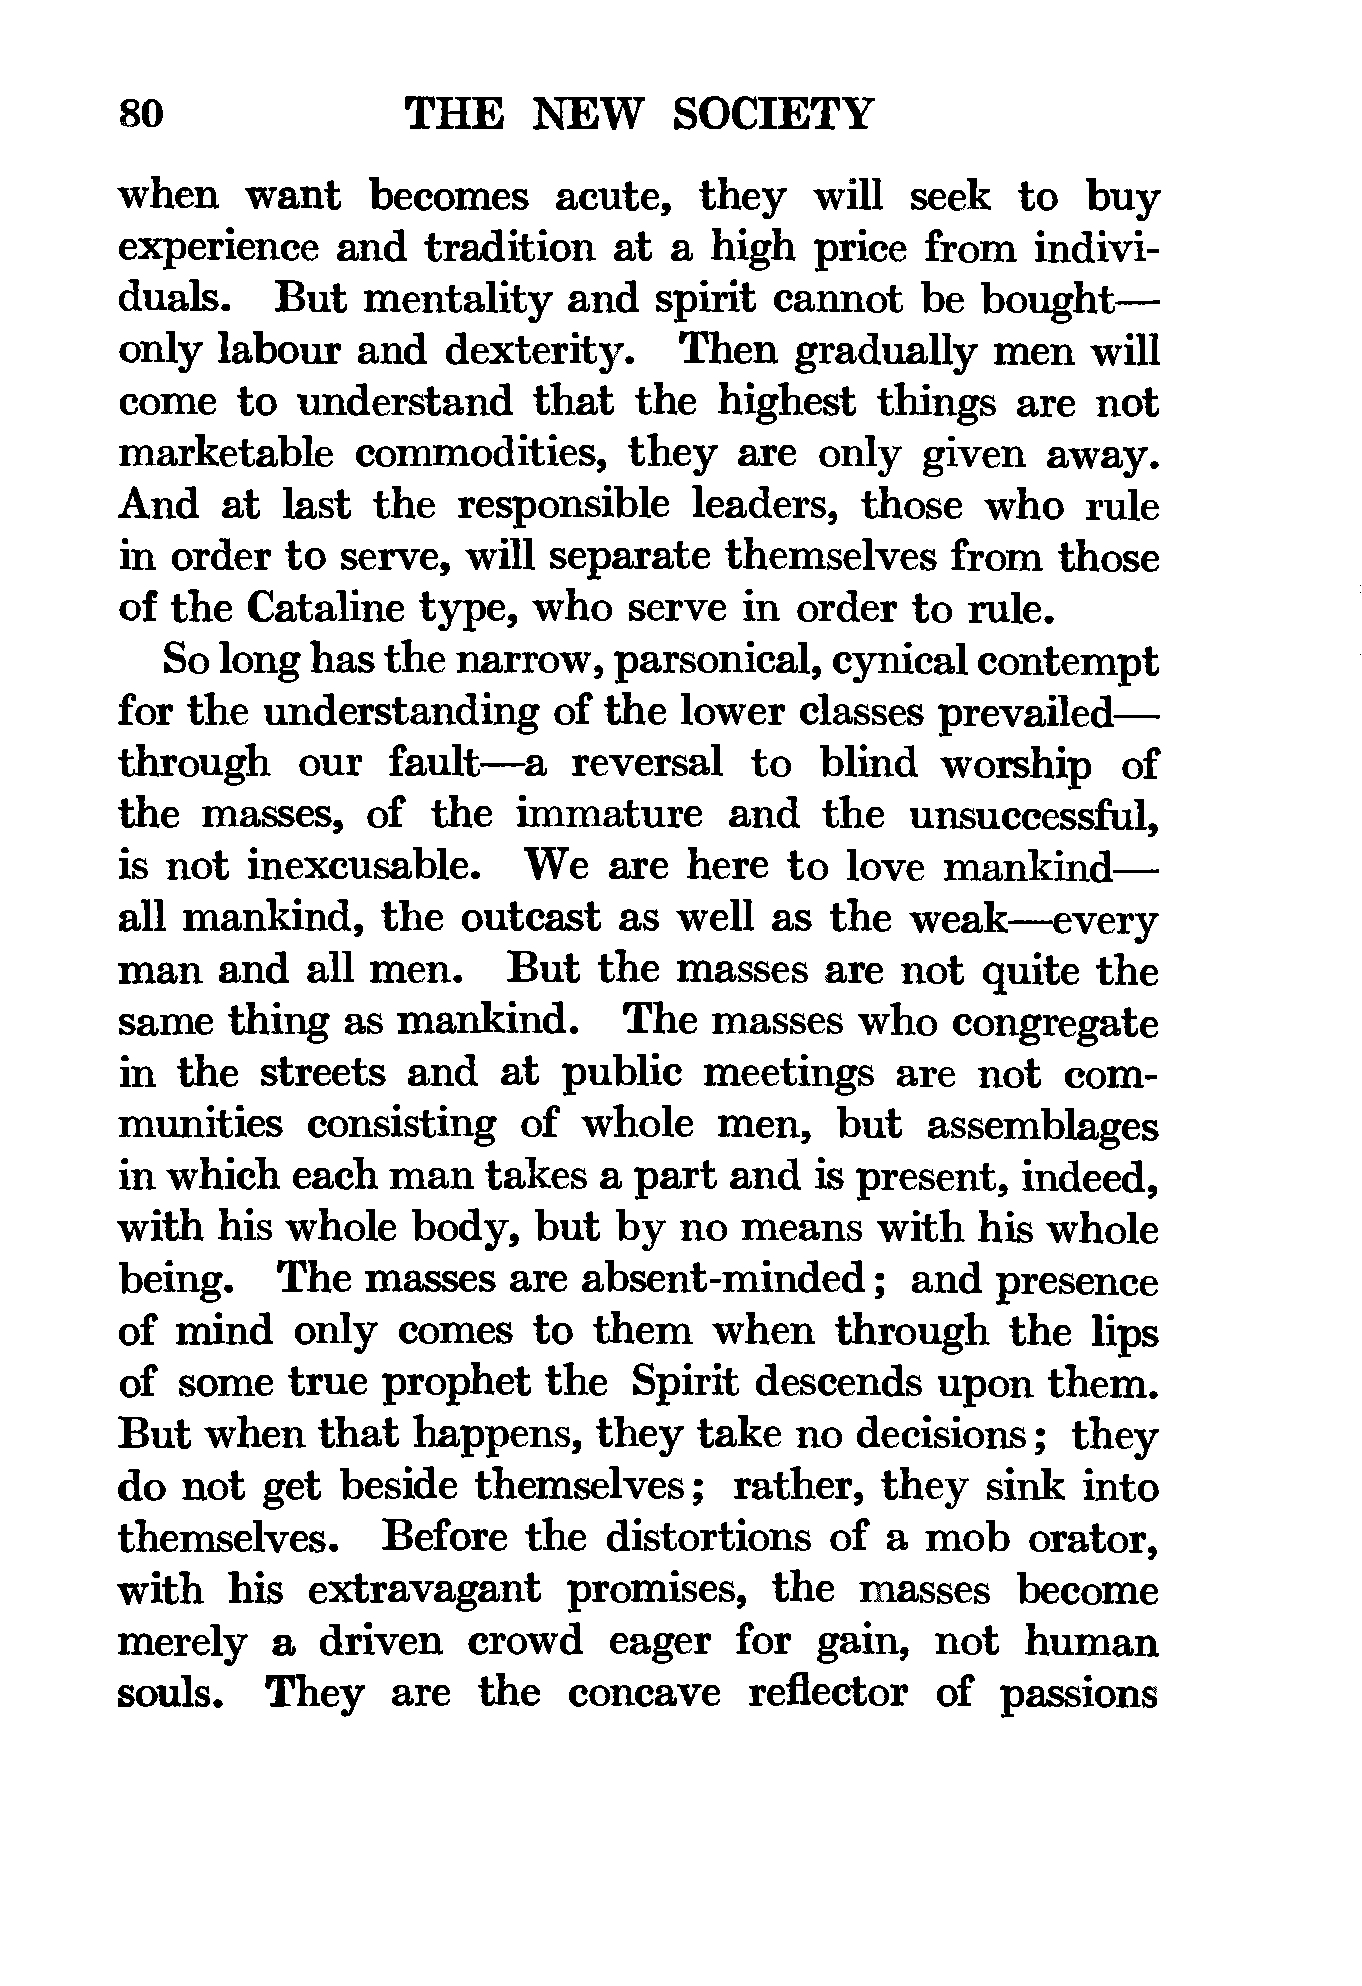 80 THE NEW SOCIETY
when want becomes acute, they will seek to buy
experience and tradition at a high price from indivi-
duals. But mentality and spirit cannot be bought—
only labour and dexterity. Then gradually men will
come to understand that the highest things are not
marketable commodities, they are only given away.
And at last the responsible leaders, those who rule
in order to serve, will separate themselves from those
of the Cataline type, who serve in order to rule.
So long has the narrow, parsonical, cynical contempt
for the understanding of the lower classes prevailed—
through our fault—a reversal to blind worship of
the masses, of the immature and the unsuccessful,
is not inexcusable. We are here to love mankind—
all mankind, the outcast as well as the weak—every
man and all men. But the masses are not quite the
same thing as mankind. The masses who congregate
in the streets and at public meetings are not com-
munities consisting of whole men, but assemblages
in which each man takes a part and is present, indeed,
with his whole body, but by no means with his whole
being. The masses are absent-minded; and presence
of mind only comes to them when through the lips
of some true prophet the Spirit descends upon them.
But when that happens, they take no decisions; they
do not get beside themselves; rather, they sink into
themselves. Before the distortions of a mob orator,
with his extravagant promises, the masses become
merely a driven crowd eager for gain, not human
souls. They are the concave reflector of passions